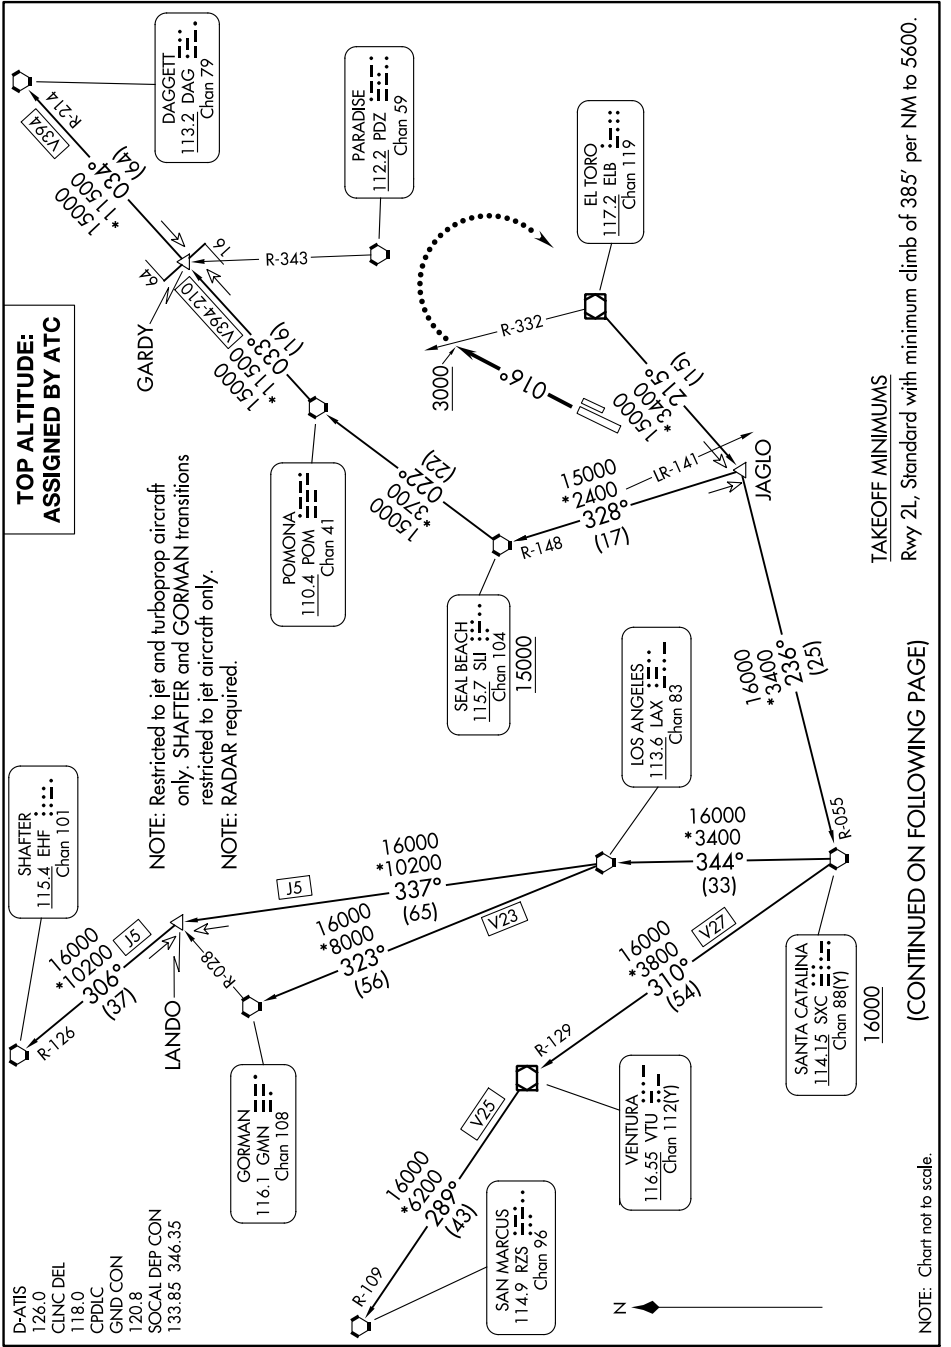 D-ATIS
126.0
CLNC DEL
118.0
CPDLC
GND CON
120.8
SOCAL DEP CON
133.85 346.35
TOP ALTITUDE:
ASSIGNED BY ATC
SHAFTER
115.4 EHF
Chan 101
R-126
16000
*10200
306°
(37)
J5
LANDO
R-028
NOTE: Restricted to jet and turboprop aircraft
only. SHAFTER and GORMAN transitions
restricted to jet aircraft only.
NOTE: RADAR required.
GORMAN
116.1 GMN
Chan 108
16000
*10200
337°
(65)
J5
16000
*8000
323°
(56)
V23
DAGGETT
113.2 DAG
Chan 79
R-214
V394
15000
*11500
034°
(64)
GARDY
64
16
V394-210
15000
*11500
033°
(16)
R-343
PARADISE
112.2 PDZ
Chan 59
POMONA
110.4 POM
Chan 41
15000
*3700
022°
(22)
3000
R-332
016°
EL TORO
117.2 ELB
Chan 119
15000
*3400
215°
(15)
SEAL BEACH
115.7 SLI
Chan 104
15000
R-148
15000
*2400
328°
(17)
LR-141
JAGLO
LOS ANGELES
113.6 LAX
Chan 83
16000
*3400
236°
(25)
R-055
16000
*3400
344°
(33)
SAN MARCUS
114.9 RZS
Chan 96
R-109
16000
*6200
289°
(43)
V25
VENTURA
116.55 VTU
Chan 112(Y)
R-129
16000
*3800
310°
(54)
V27
SANTA CATALINA
114.15 SXC
Chan 88(Y)
16000
TAKEOFF MINIMUMS
Rwy 2L, Standard with minimum climb of 385' per NM to 5600.
N
NOTE: Chart not to scale.
(CONTINUED ON FOLLOWING PAGE)